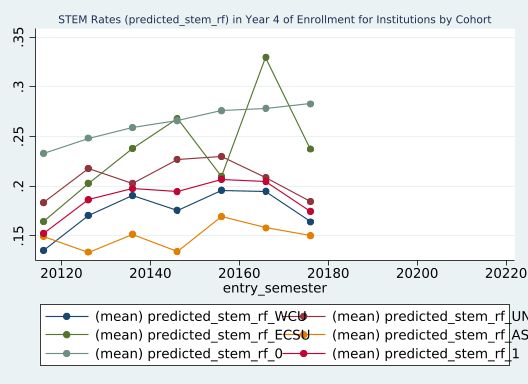 STEM Rates (predicted_stem_rf) in Year 4 of Enrollment for Institutions by Cohort
.35
.3
.25
.2
.15
20120 20140 20160 20180 20200 20220
entry_semester
(mean) predicted_stem_rf_WCU (mean) predicted_stem_rf_UN
(mean) predicted_stem_rf_ECSU (mean) predicted_stem_rf_AS
(mean) predicted_stem_rf_0 (mean) predicted_stem_rf_1